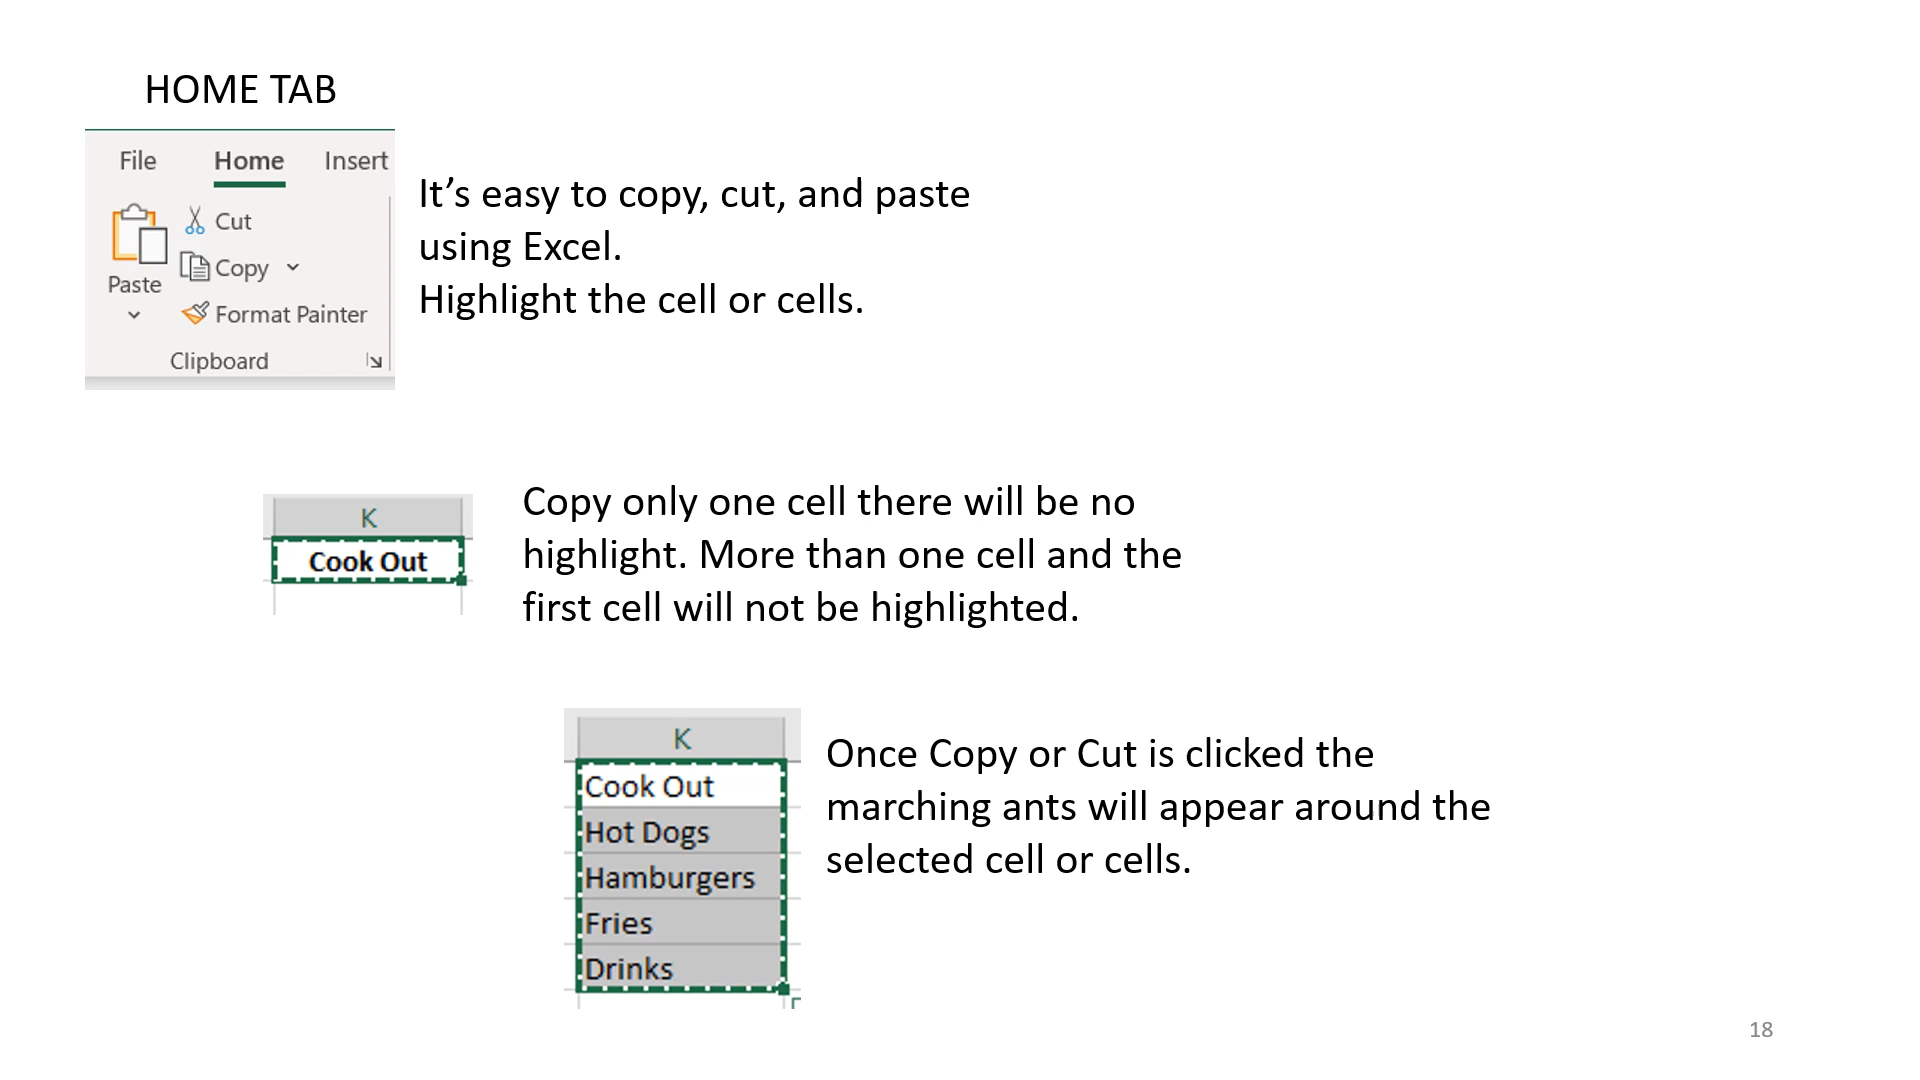 HOME TAB
File Home Insert
Cut
Copy
Paste
Format Painter
Clipboard
It’s easy to copy, cut, and paste
using Excel.
Highlight the cell or cells.
K
Cook Out
Copy only one cell there will be no
highlight. More than one cell and the
first cell will not be highlighted.
K
Cook Out
Hot Dogs
Hamburgers
Fries
Drinks
Once Copy or Cut is clicked the
marching ants will appear around the
selected cell or cells.
18